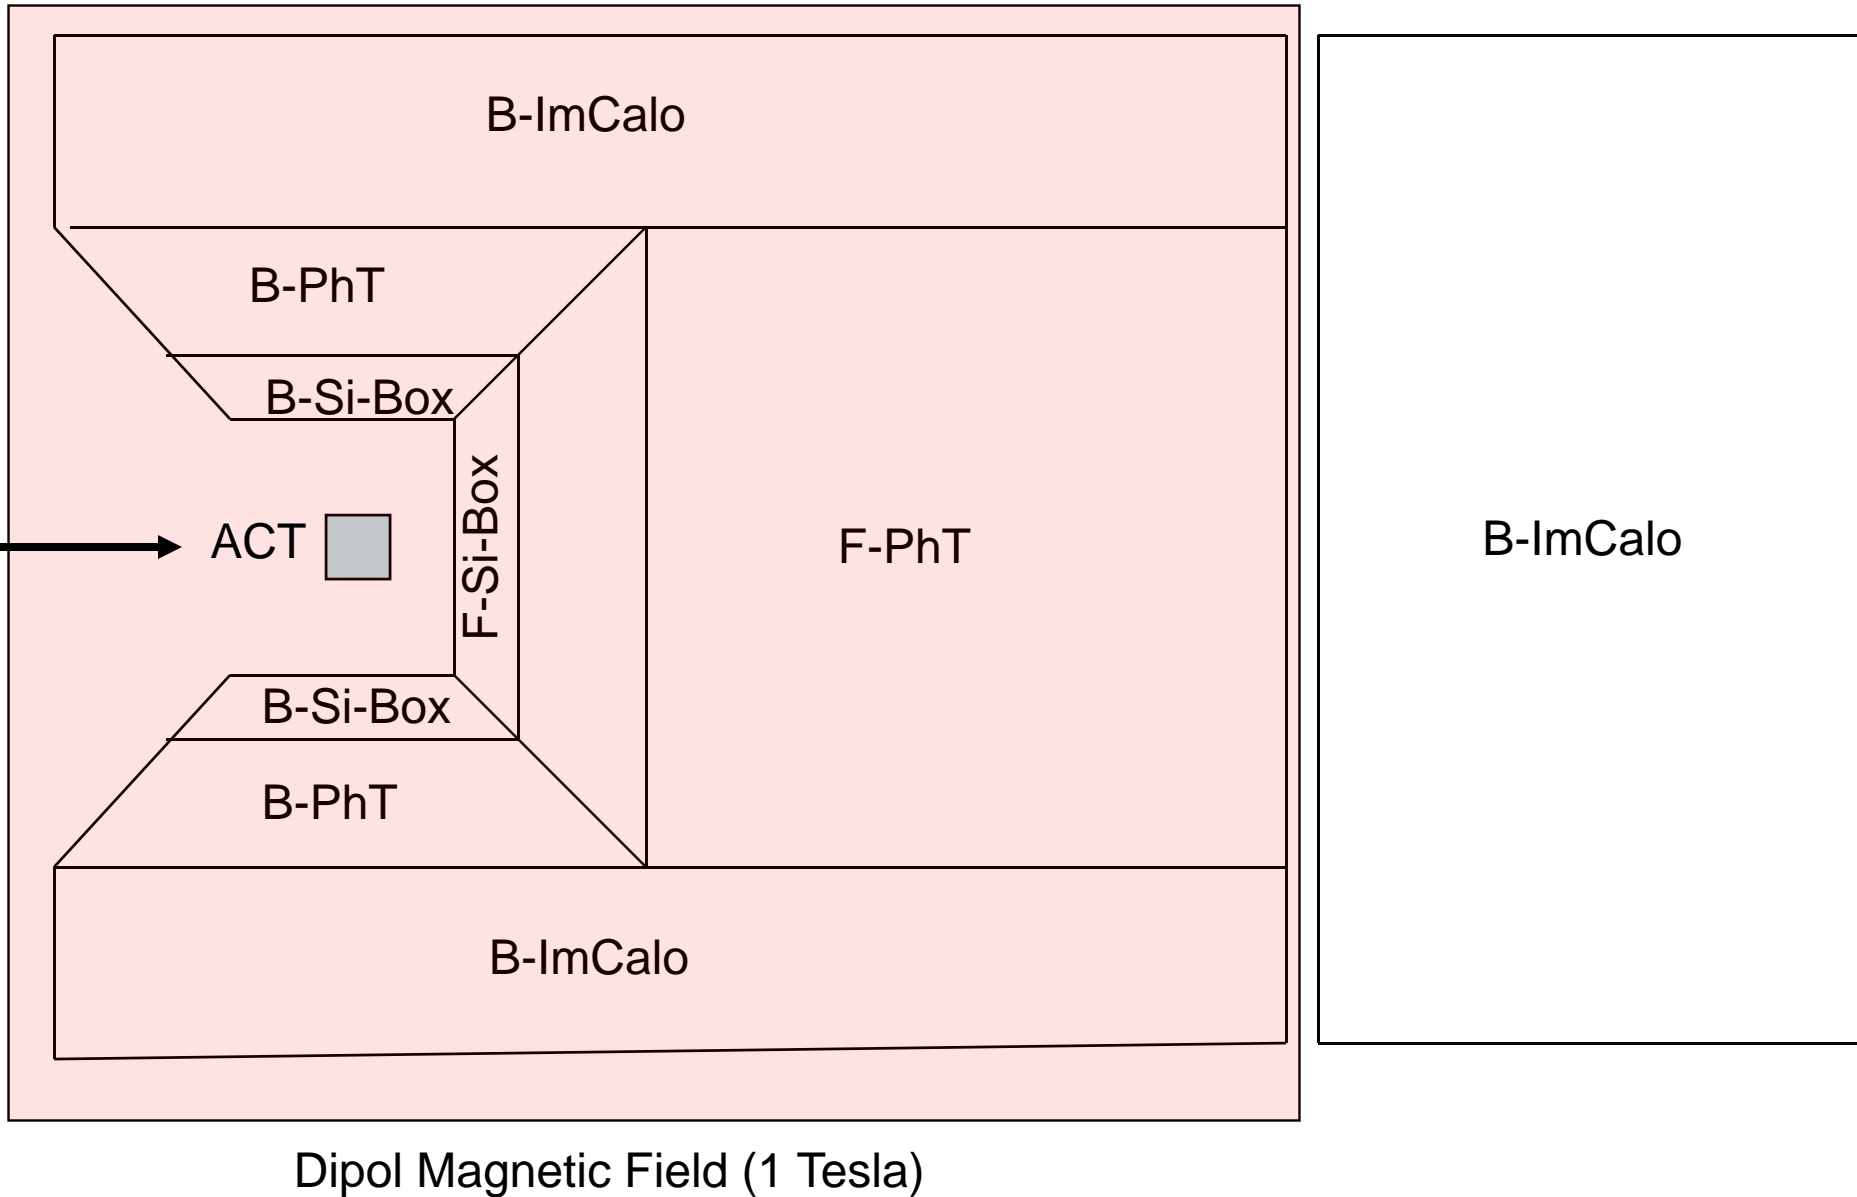 B-ImCalo
B-PhT
B-Si-Box
F-Si-Box
ACT
F-PhT
B-ImCalo
B-Si-Box
B-PhT
B-ImCalo
Dipol Magnetic Field (1 Tesla)